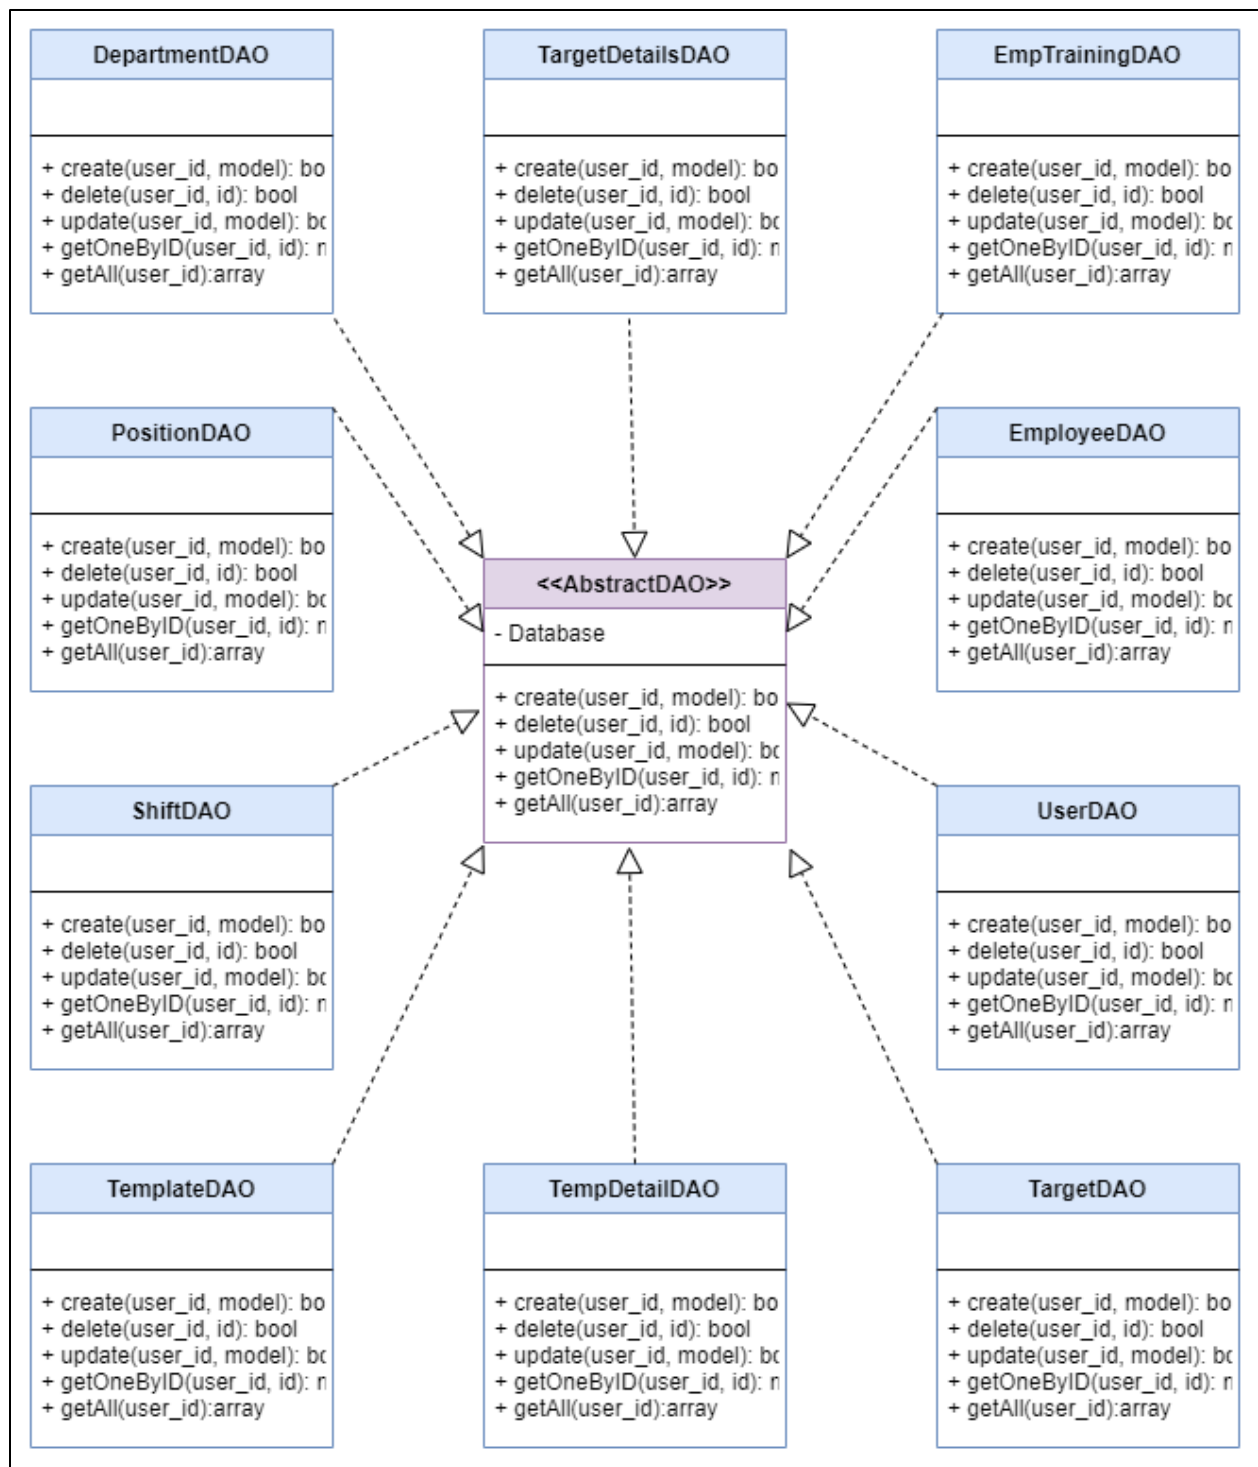 DepartmentDAO
+ create(user_id, model): bo
+ delete(user_id, id): bool
+ update(user_id, model): bc
+ getOneByID(user_id, id): n
+ getAll(user_id):array
TargetDetailsDAO
+ create(user_id, model): bo
+ delete(user_id, id): bool
+ update(user_id, model): bc
+ getOneByID(user_id, id): n
+ getAll(user_id):array
EmpTrainingDAO
+ create(user_id, model): bo
+ delete(user_id, id): bool
+ update(user_id, model): bc
+ getOneByID(user_id, id): n
+ getAll(user_id):array
PositionDAO
+ create(user_id, model): bo
+ delete(user_id, id): bool
+ update(user_id, model): bc
+ getOneByID(user_id, id): n
+ getAll(user_id):array
EmployeeDAO
+ create(user_id, model): bo
+ delete(user_id, id): bool
+ update(user_id, model): bc
+ getOneByID(user_id, id): n
+ getAll(user_id):array
<<AbstractDAO>>
- Database
+ create(user_id, model): bo
+ delete(user_id, id): bool
+ update(user_id, model): bc
+ getOneByID(user_id, id): n
+ getAll(user_id):array
ShiftDAO
+ create(user_id, model): bo
+ delete(user_id, id): bool
+ update(user_id, model): bc
+ getOneByID(user_id, id): n
+ getAll(user_id):array
UserDAO
+ create(user_id, model): bo
+ delete(user_id, id): bool
+ update(user_id, model): bc
+ getOneByID(user_id, id): n
+ getAll(user_id):array
TemplateDAO
+ create(user_id, model): bo
+ delete(user_id, id): bool
+ update(user_id, model): bc
+ getOneByID(user_id, id): n
+ getAll(user_id):array
TempDetailDAO
+ create(user_id, model): bo
+ delete(user_id, id): bool
+ update(user_id, model): bc
+ getOneByID(user_id, id): n
+ getAll(user_id):array
TargetDAO
+ create(user_id, model): bo
+ delete(user_id, id): bool
+ update(user_id, model): bc
+ getOneByID(user_id, id): n
+ getAll(user_id):array